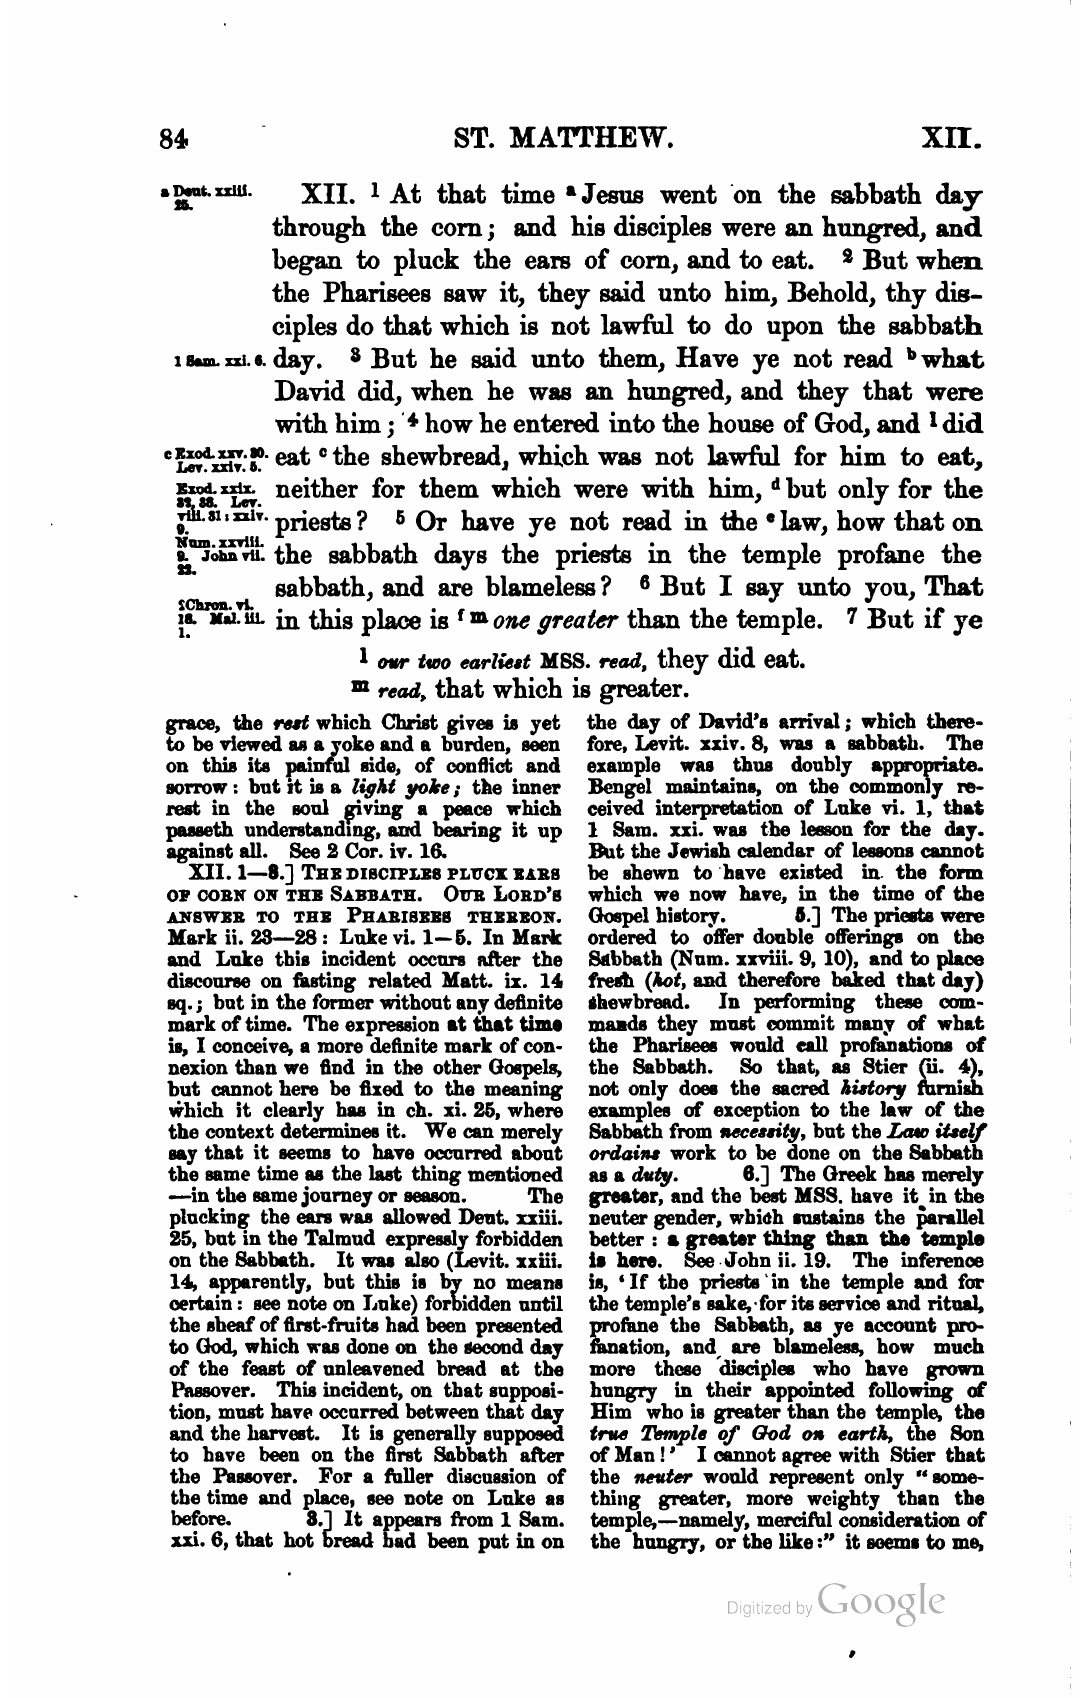 84 ST. MATTHEW. XII.
a Deut. xxiii. 25.
XII. 1 At that time a Jesus went on the sabbath day
through the corn; and his disciples were an hungred, and
began to pluck the ears of corn, and to eat. 2 But when
the Pharisees saw it, they said unto him, Behold, thy dis-
ciples do that which is not lawful to do upon the sabbath
1 Sam. xxi. 6. day. 3 But he said unto them, Have ye not read b what
David did, when he was an hungred, and they that were
with him; 4 how he entered into the house of God, and l did
c Exod. xxv. 30. Lev. xxiv. 5. eat c the shewbread, which was not lawful for him to eat,
Exod. xxix. 32, 33. Lev. neither for them which were with him, d but only for the
viii. 31: xxiv. 9. priests? 5 Or have ye not read in the e law, how that on
Num. xxviii. 9. John vii. 22. the sabbath days the priests in the temple profane the
sabbath, and are blameless? 6 But I say unto you, That
Chron. vi. 18. Mal. iii. 1. in this place is f m one greater than the temple. 7 But if ye
l our two earliest MSS. read, they did eat.
m read, that which is greater.
grace, the rest which Christ gives is yet
to be viewed as a yoke and a burden, seen
on this its painful side, of conflict and
sorrow: but it is a light yoke; the inner
rest in the soul giving a peace which
passeth understanding, and bearing it up
against all. See 2 Cor. iv. 16.
XII. 1—8.] THE DISCIPLES PLUCK EARS
OF CORN ON THE SABBATH. OUR LORD'S
ANSWER TO THE PHARISEES THEREON.
Mark ii. 23—28: Luke vi. 1—5. In Mark
and Luke this incident occurs after the
discourse on fasting related Matt. ix. 14
sq.; but in the former without any definite
mark of time. The expression at that time
is, I conceive, a more definite mark of con-
nexion than we find in the other Gospels,
but cannot here be fixed to the meaning
which it clearly has in ch. xi. 25, where
the context determines it. We can merely
say that it seems to have occurred about
the same time as the last thing mentioned
—in the same journey or season. The
plucking the ears was allowed Deut. xxiii.
25, but in the Talmud expressly forbidden
on the Sabbath. It was also (Levit. xxiii.
14, apparently, but this is by no means
certain: see note on Luke) forbidden until
the sheaf of first-fruits had been presented
to God, which was done on the second day
of the feast of unleavened bread at the
Passover. This incident, on that supposi-
tion, must have occurred between that day
and the harvest. It is generally supposed
to have been on the first Sabbath after
the Passover. For a fuller discussion of
the time and place, see note on Luke as
before. 3.] It appears from 1 Sam.
xxi. 6, that hot bread had been put in on
the day of David's arrival; which there-
fore, Levit. xxiv. 8, was a sabbath. The
example was thus doubly appropriate.
Bengel maintains, on the commonly re-
ceived interpretation of Luke vi. 1, that
1 Sam. xxi. was the lesson for the day.
But the Jewish calendar of lessons cannot
be shewn to have existed in the form
which we now have, in the time of the
Gospel history. 5.] The priests were
ordered to offer double offerings on the
Sabbath (Num. xxviii. 9, 10), and to place
fresh (hot, and therefore baked that day)
shewbread. In performing these com-
mands they must commit many of what
the Pharisees would call profanations of
the Sabbath. So that, as Stier (ii. 4),
not only does the sacred history furnish
examples of exception to the law of the
Sabbath from necessity, but the Law itself
ordains work to be done on the Sabbath
as a duty. 6.] The Greek has merely
greater, and the best MSS. have it in the
neuter gender, which sustains the parallel
better: a greater thing than the temple
is here. See John ii. 19. The inference
is, 'If the priests in the temple and for
the temple's sake, for its service and ritual,
profane the Sabbath, as ye account pro-
fanation, and are blameless, how much
more these disciples who have grown
hungry in their appointed following of
Him who is greater than the temple, the
true Temple of God on earth, the Son
of Man!' I cannot agree with Stier that
the neuter would represent only "some-
thing greater, more weighty than the
temple,—namely, merciful consideration of
the hungry, or the like:" it seems to me,
Digitized by Google